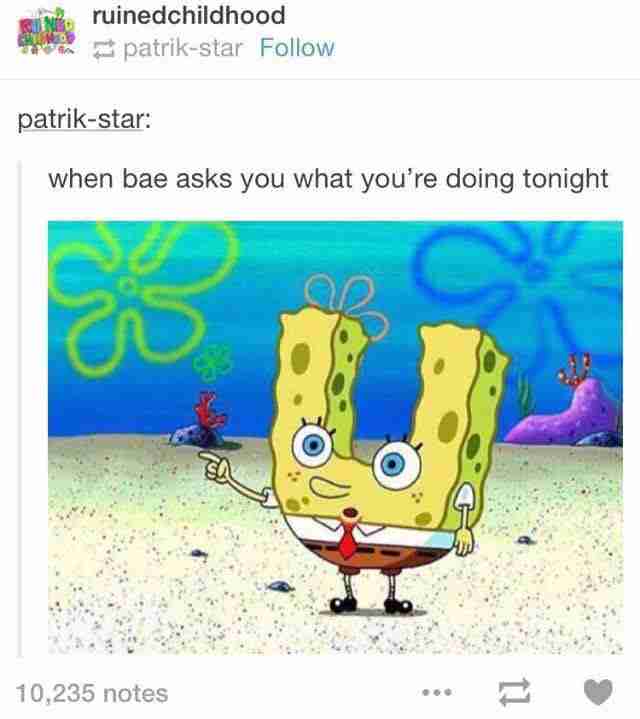 ruinedchildhood
patrik-star Follow
patrik-star:
when bae asks you what you're doing tonight
10,235 notes